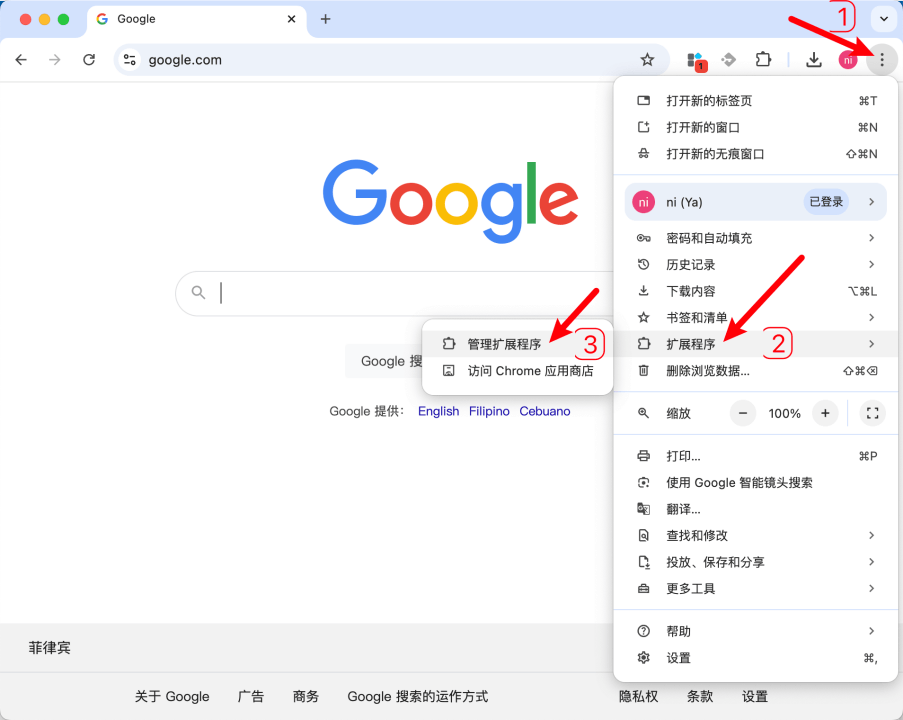 Google
1
google.com
1
ni
打开新的标签页 ⌘T
打开新的窗口 ⌘N
打开新的无痕窗口 ⇧⌘N
ni ni (Ya) 已登录
密码和自动填充
历史记录
下载内容 ⌥⌘L
书签和清单
扩展程序 2
删除浏览数据... ⇧⌘⌫
缩放 − 100% +
打印... ⌘P
使用 Google 智能镜头搜索
翻译...
查找和修改
投放、保存和分享
更多工具
帮助
设置 ⌘,
Google
管理扩展程序 3
访问 Chrome 应用商店
Google 搜
Google 提供: English Filipino Cebuano
菲律宾
关于 Google 广告 商务 Google 搜索的运作方式 隐私权 条款 设置